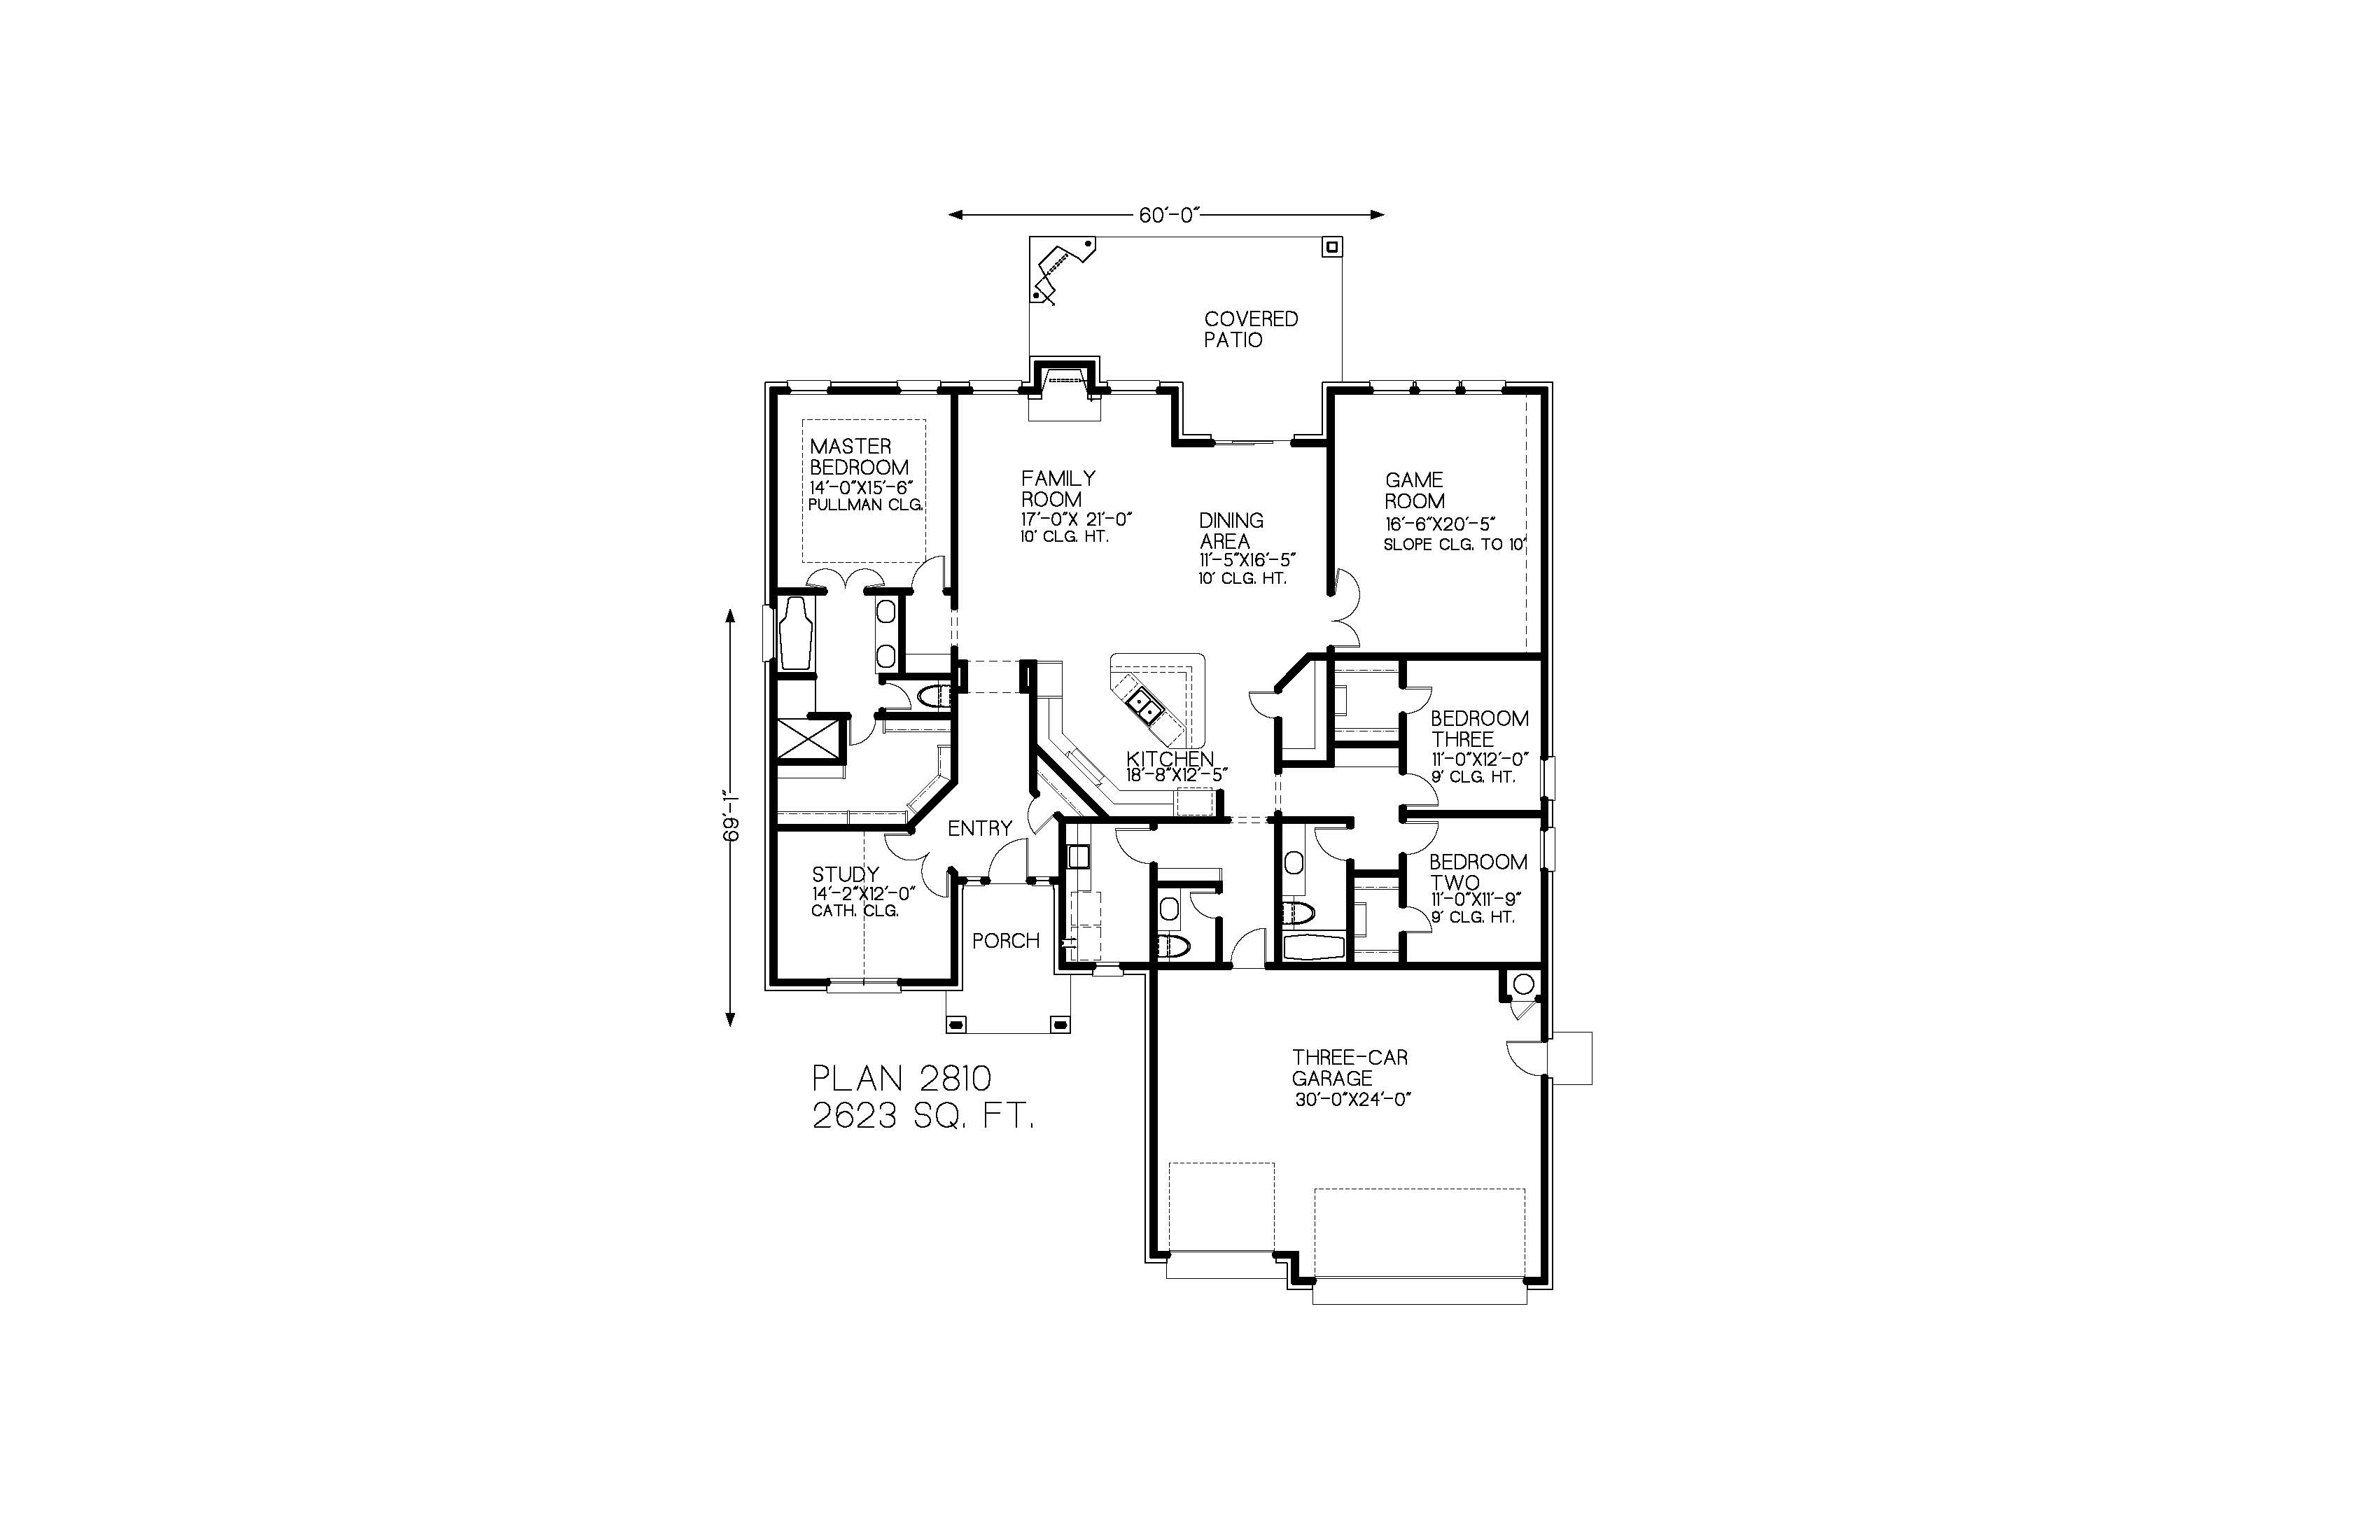 60'-0"
COVERED
PATIO
MASTER
BEDROOM
14'-0"X15'-6"
PULLMAN CLG.
FAMILY
ROOM
17'-0"X 21'-0"
10' CLG. HT.
DINING
AREA
11'-5"X16'-5"
10' CLG. HT.
GAME
ROOM
16'-6"X20'-5"
SLOPE CLG. TO 10'
BEDROOM
THREE
11'-0"X12'-0"
9' CLG. HT.
KITCHEN
18'-8"X12'-5"
69'-1"
ENTRY
STUDY
14'-2"X12'-0"
CATH. CLG.
BEDROOM
TWO
11'-0"X11'-9"
9' CLG. HT.
PORCH
THREE-CAR
GARAGE
30'-0"X24'-0"
PLAN 2810
2623 SQ. FT.